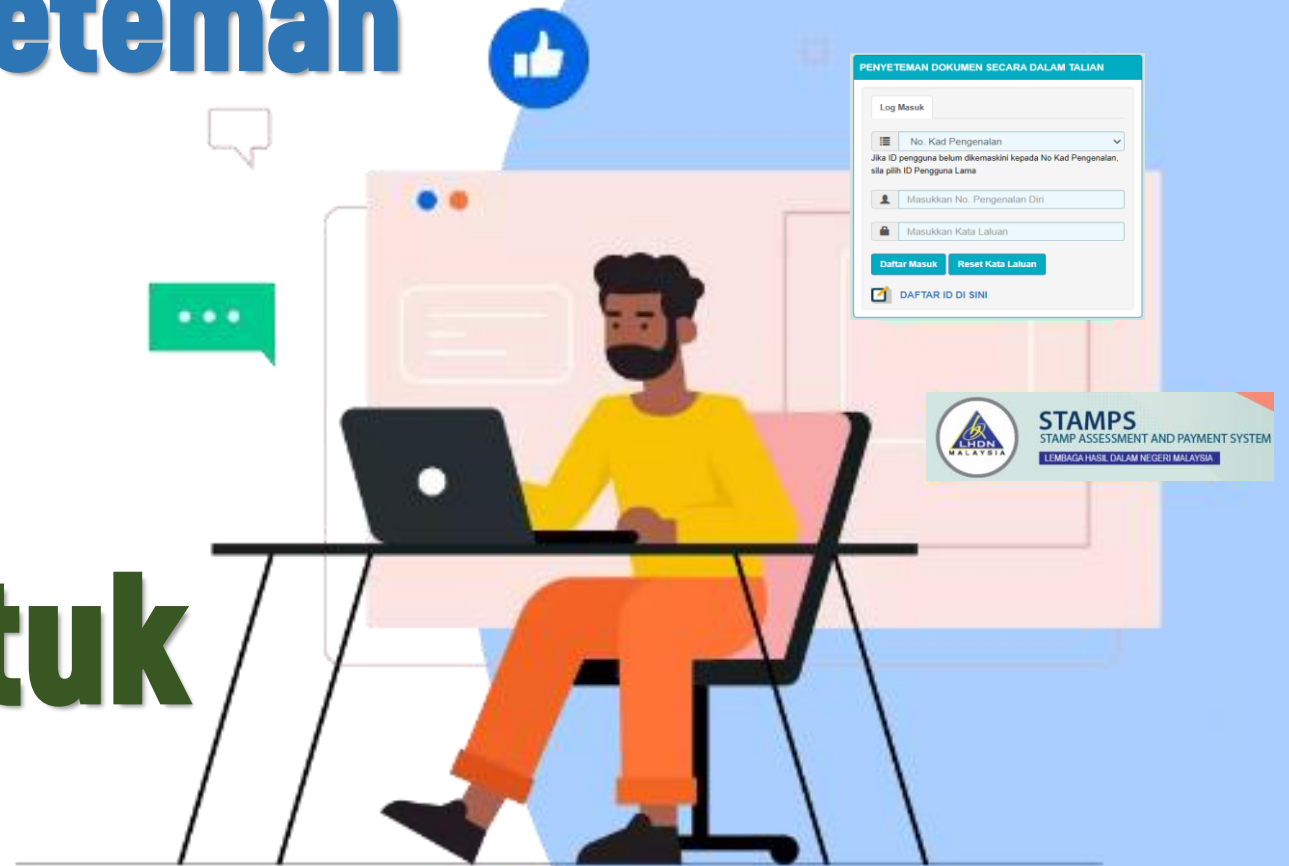 eteman
PENYETEMAN DOKUMEN SECARA DALAM TALIAN
Log Masuk
No. Kad Pengenalan
Jika ID pengguna belum dikemaskini kepada No Kad Pengenalan,
sila pilih ID Pengguna Lama
Masukkan No. Pengenalan Diri
Masukkan Kata Laluan
Daftar Masuk Reset Kata Laluan
DAFTAR ID DI SINI
LHDN
MALAYSIA
STAMPS
STAMP ASSESSMENT AND PAYMENT SYSTEM
LEMBAGA HASIL DALAM NEGERI MALAYSIA
tuk